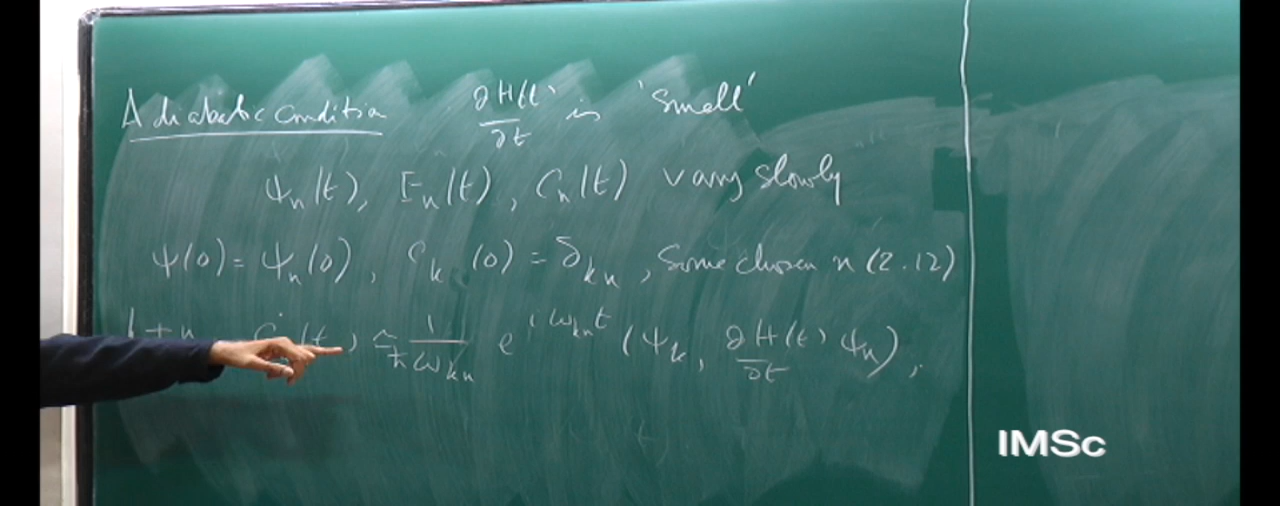 Adiabatic condition ∂H(t)/∂t is 'small'
ψₙ(t), Eₙ(t), Cₙ(t) vary slowly
ψ(0) = ψₙ(0), Cₖ(0) = δₖₙ, Some chosen n (2.12)
k ≠ n Ċₖ(t) ≃ 1/ħωₖₙ e^{iωₖₙt} (ψₖ, ∂H(t)/∂t ψₙ),
IMSc